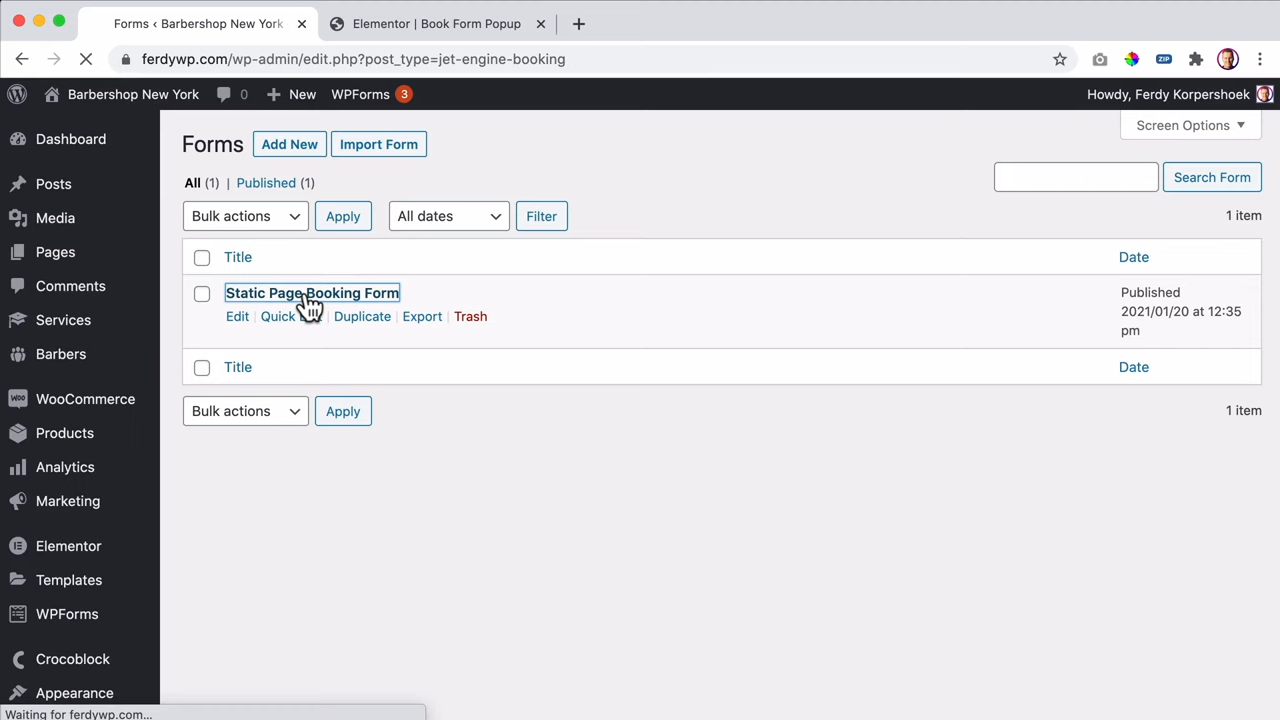 Forms ‹ Barbershop New York
Elementor | Book Form Popup
ferdywp.com/wp-admin/edit.php?post_type=jet-engine-booking
ZIP
Barbershop New York 0 New WPForms 3 Howdy, Ferdy Korpershoek
Dashboard
Posts
Media
Pages
Comments
Services
Barbers
WOO WooCommerce
Products
Analytics
Marketing
Elementor
Templates
WPForms
Crocoblock
Appearance
Screen Options
Forms Add New Import Form
All (1) | Published (1)
Search Form
Bulk actions Apply All dates Filter 1 item
Title Date
Static Page Booking Form
Edit | Quick | Duplicate | Export | Trash
Published
2021/01/20 at 12:35
pm
Title Date
Bulk actions Apply 1 item
Waiting for ferdywp.com...